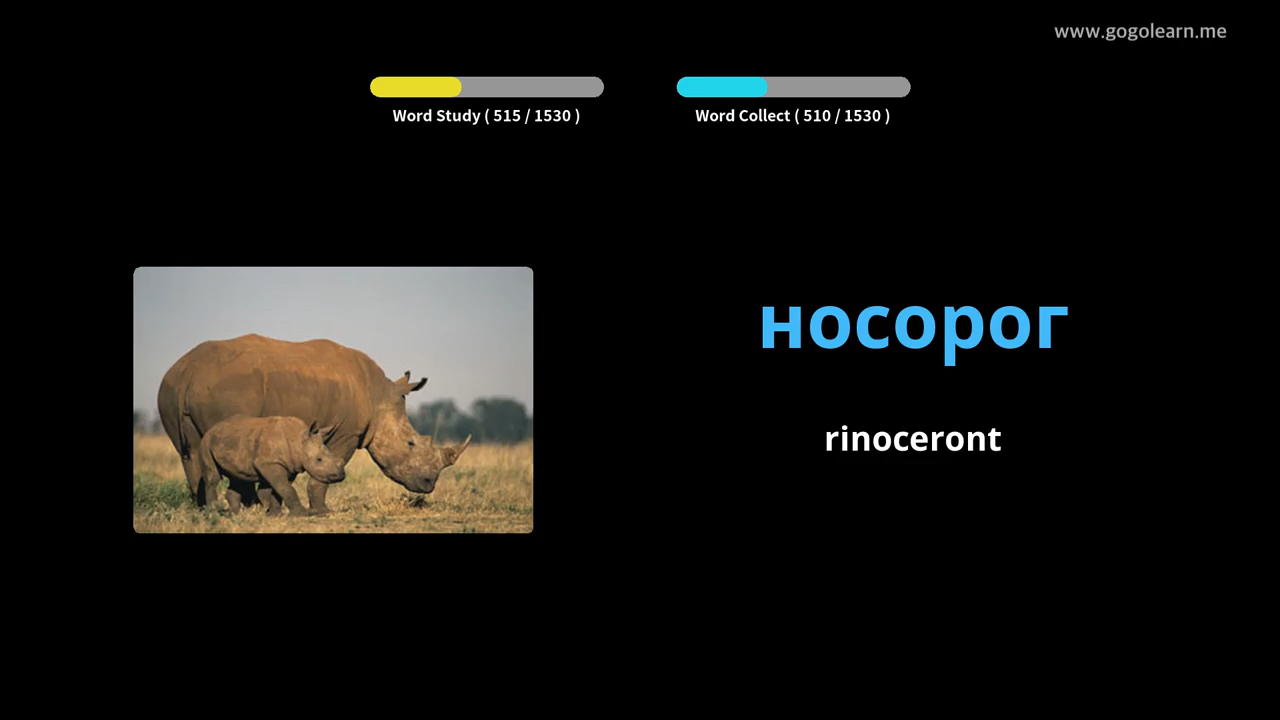 www.gogolearn.me
Word Study ( 515 / 1530 )
Word Collect ( 510 / 1530 )
носорог
rinoceront